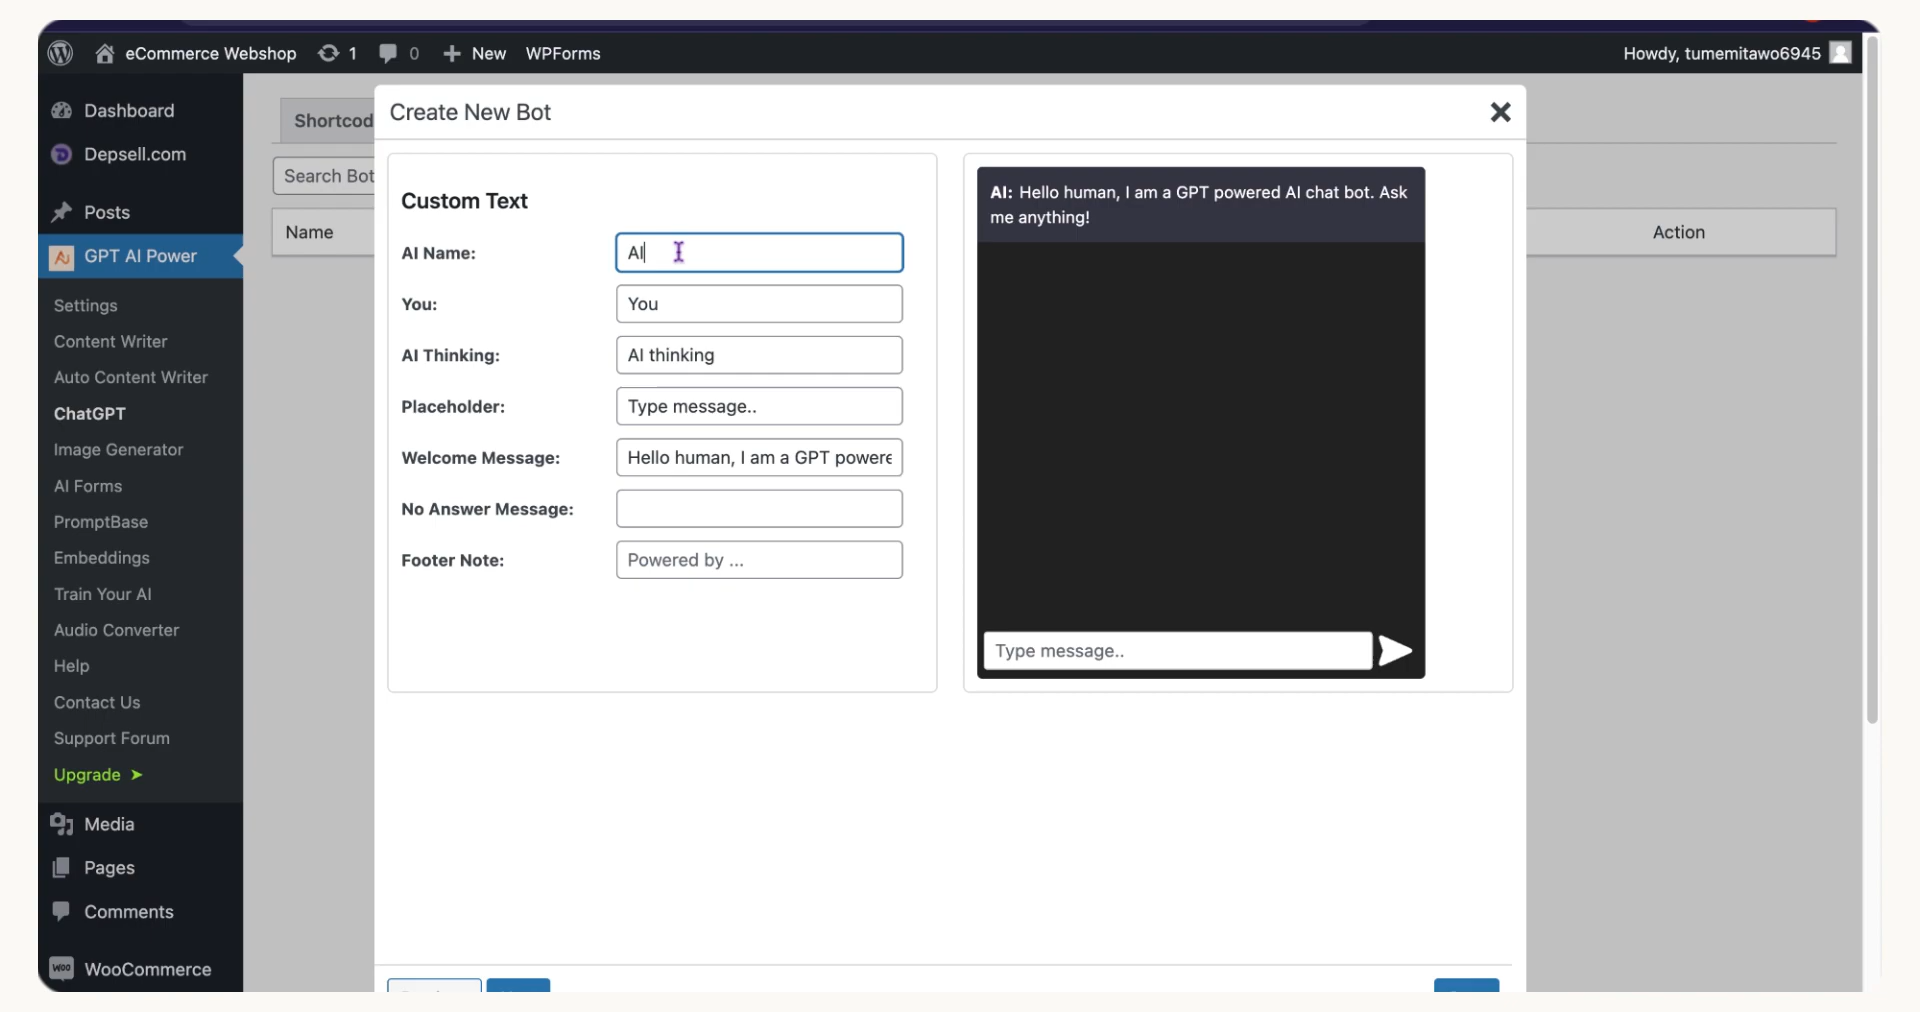 eCommerce Webshop 1 0 New WPForms Howdy, tumemitawo6945
Dashboard
Depsell.com
Posts
GPT AI Power
Settings
Content Writer
Auto Content Writer
ChatGPT
Image Generator
AI Forms
PromptBase
Embeddings
Train Your AI
Audio Converter
Help
Contact Us
Support Forum
Upgrade ➤
Media
Pages
Comments
WooCommerce
Shortcod
Search Bot
Name
Action
Create New Bot
Custom Text
AI Name: AI
You: You
AI Thinking: AI thinking
Placeholder: Type message..
Welcome Message: Hello human, I am a GPT powere
No Answer Message:
Footer Note: Powered by ...
AI: Hello human, I am a GPT powered AI chat bot. Ask
me anything!
Type message..